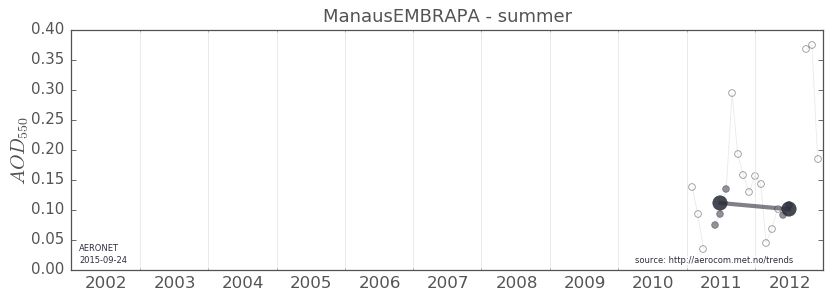 ManausEMBRAPA - summer
0.40
0.35
0.30
0.25
0.20
0.15
0.10
0.05
0.00
AOD550
AERONET
2015-09-24
source: http://aerocom.met.no/trends
2002 2003 2004 2005 2006 2007 2008 2009 2010 2011 2012